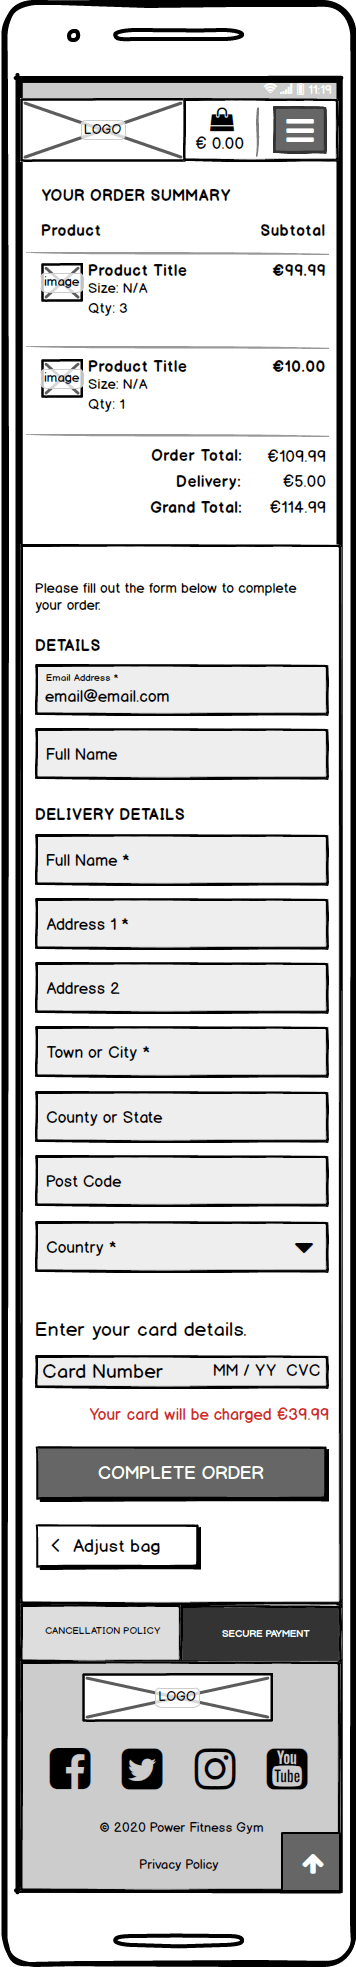 11:19
LOGO
€ 0.00
YOUR ORDER SUMMARY
Product Subtotal
image Product Title €99.99
Size: N/A
Qty: 3
image Product Title €10.00
Size: N/A
Qty: 1
Order Total: €109.99
Delivery: €5.00
Grand Total: €114.99
Please fill out the form below to complete
your order.
DETAILS
Email Address *
email@email.com
Full Name
DELIVERY DETAILS
Full Name *
Address 1 *
Address 2
Town or City *
County or State
Post Code
Country *
Enter your card details.
Card Number MM / YY CVC
Your card will be charged €39.99
COMPLETE ORDER
< Adjust bag
CANCELLATION POLICY SECURE PAYMENT
LOGO
You
Tube
© 2020 Power Fitness Gym
Privacy Policy